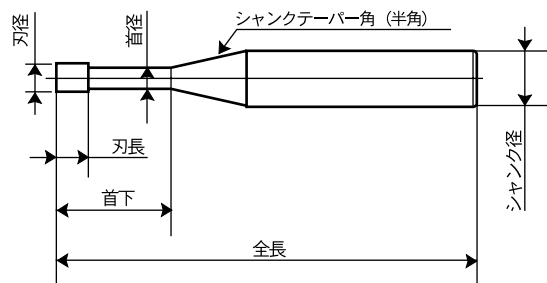 刃径
首径
シャンクテーパー角（半角）
刃長
首下
全長
シャンク径